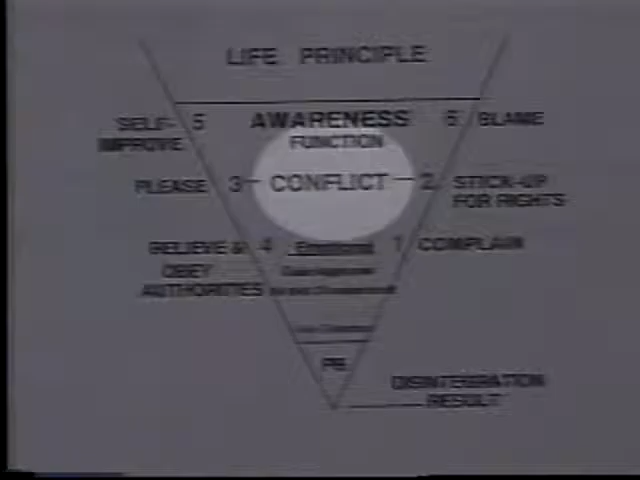 LIFE PRINCIPLE
SELF- 5 AWARENESS 6 BLAME
IMPROVE FUNCTION
PLEASE 3 CONFLICT 2 STICK-UP
FOR RIGHTS
BELIEVE & 4 Emotional 1 COMPLAIN
OBEY
AUTHORITIES
DISINTEGRATION
RESULT